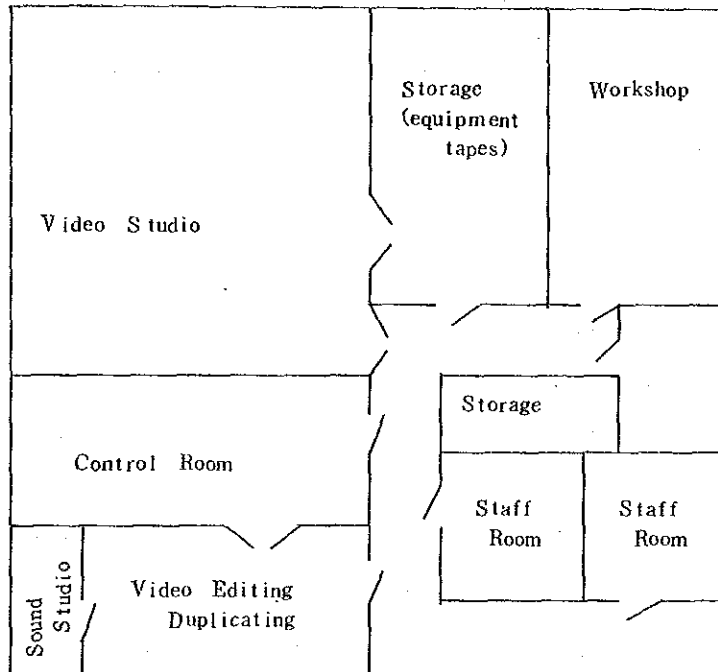 Storage
(equipment
tapes)
Workshop
Video Studio
Storage
Control Room
Staff
Room
Staff
Room
Sound
Studio
Video Editing
Duplicating